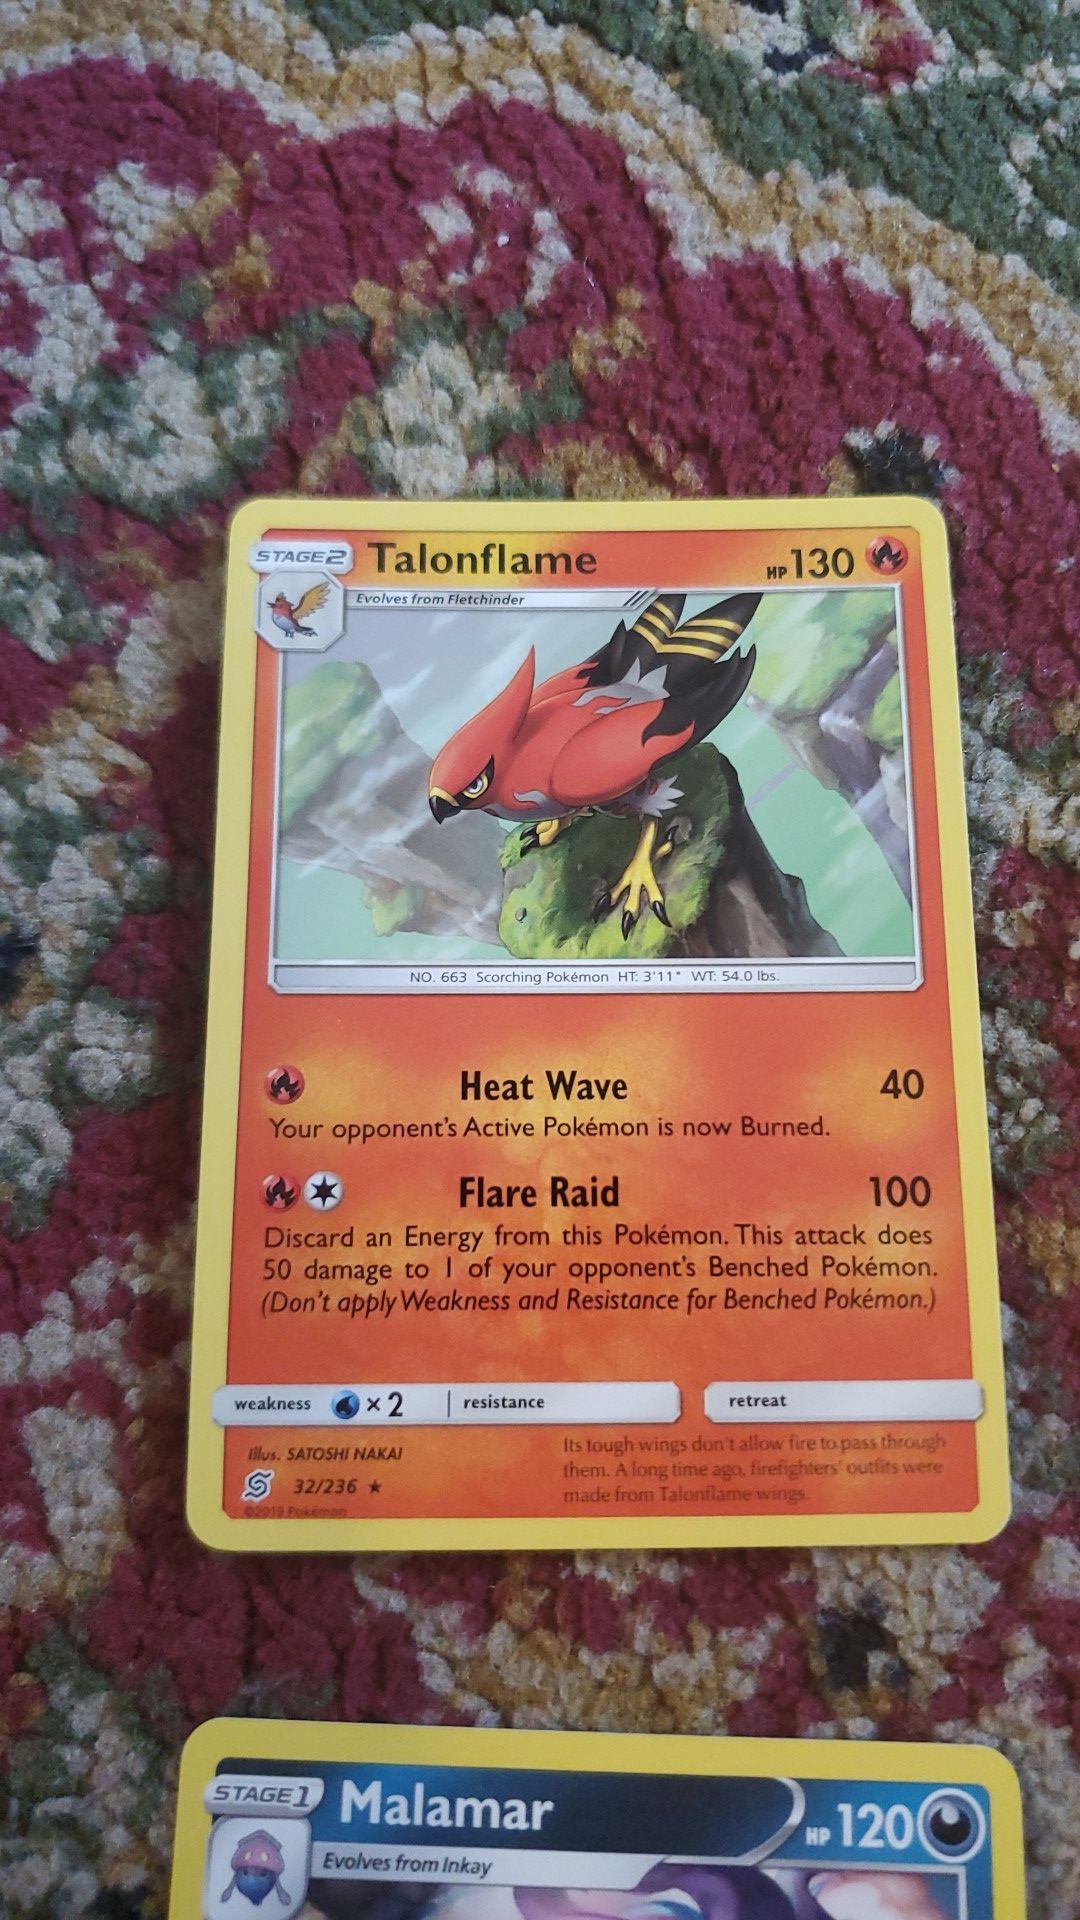 STAGE2 Talonflame HP130
Evolves from Fletchinder
NO. 663 Scorching Pokémon HT: 3'11" WT: 54.0 lbs.
Heat Wave 40
Your opponent's Active Pokémon is now Burned.
Flare Raid 100
Discard an Energy from this Pokémon. This attack does
50 damage to 1 of your opponent's Benched Pokémon.
(Don't apply Weakness and Resistance for Benched Pokémon.)
weakness ×2 resistance retreat
Illus. SATOSHI NAKAI
32/236 ★
©2019 Pokémon
Its tough wings don't allow fire to pass through
them. A long time ago, firefighters' outfits were
made from Talonflame wings.
STAGE1 Malamar HP120
Evolves from Inkay